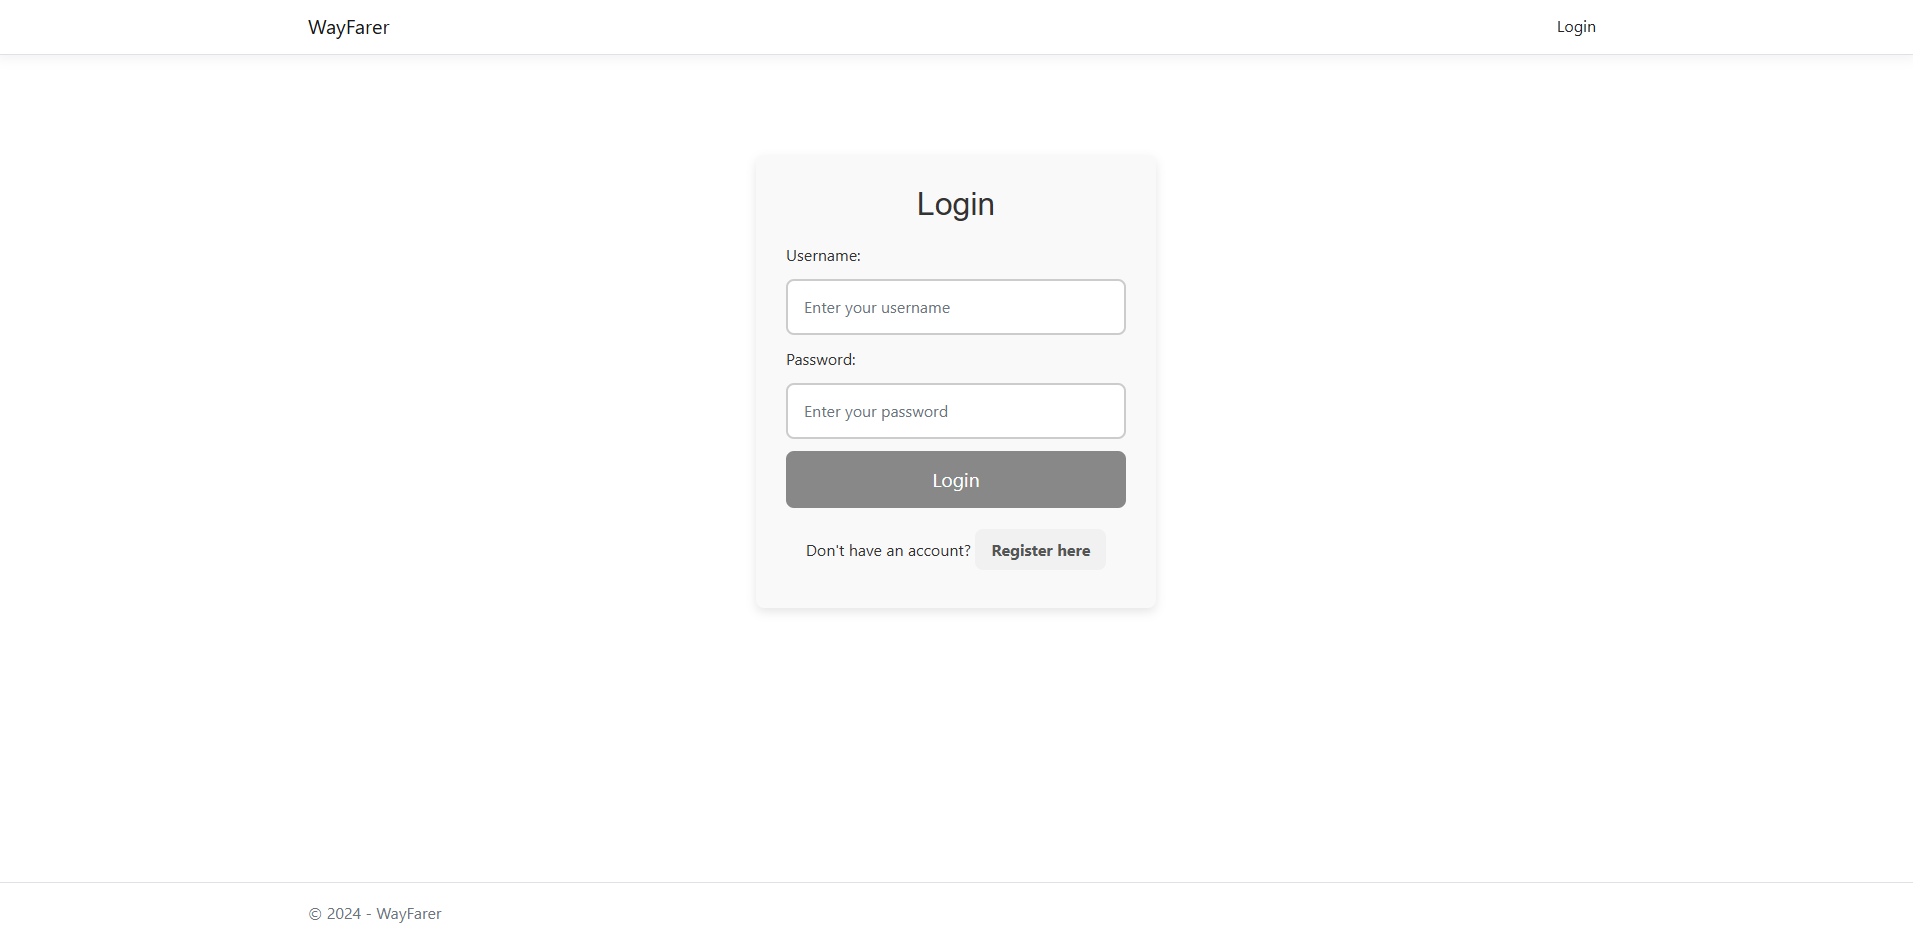 WayFarer
Login
Login
Username:
Enter your username
Password:
Enter your password
Login
Don't have an account? Register here
© 2024 - WayFarer